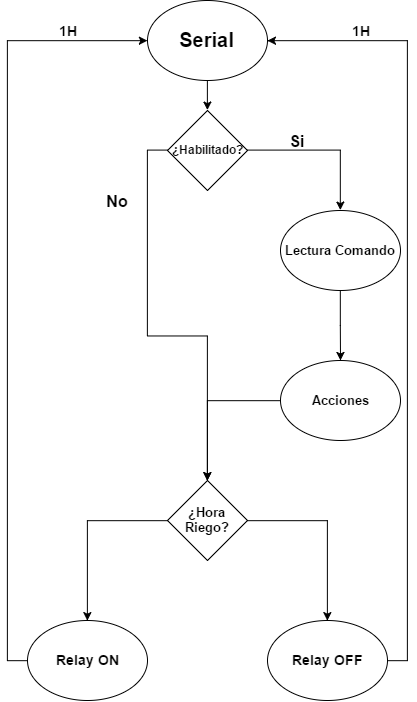 1H
1H
Serial
¿Habilitado?
Si
No
Lectura Comando
Acciones
¿Hora
Riego?
Relay ON
Relay OFF